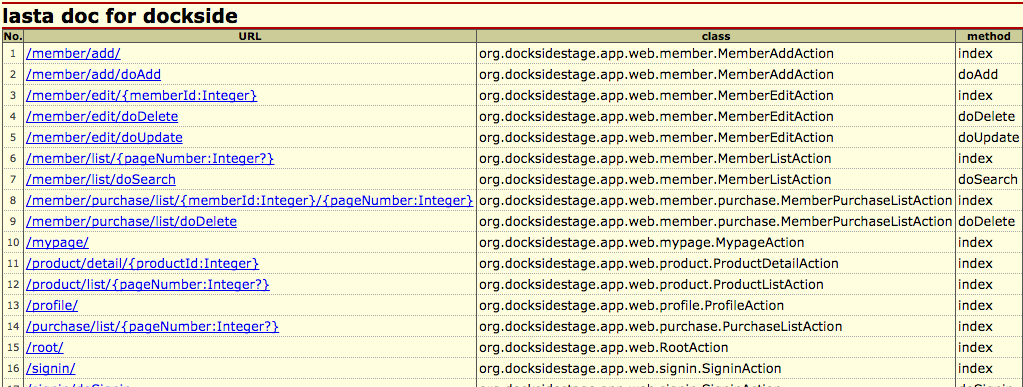 lasta doc for dockside
No. URL class method
1 /member/add/ org.docksidestage.app.web.member.MemberAddAction index
2 /member/add/doAdd org.docksidestage.app.web.member.MemberAddAction doAdd
3 /member/edit/{memberId:Integer} org.docksidestage.app.web.member.MemberEditAction index
4 /member/edit/doDelete org.docksidestage.app.web.member.MemberEditAction doDelete
5 /member/edit/doUpdate org.docksidestage.app.web.member.MemberEditAction doUpdate
6 /member/list/{pageNumber:Integer?} org.docksidestage.app.web.member.MemberListAction index
7 /member/list/doSearch org.docksidestage.app.web.member.MemberListAction doSearch
8 /member/purchase/list/{memberId:Integer}/{pageNumber:Integer} org.docksidestage.app.web.member.purchase.MemberPurchaseListAction index
9 /member/purchase/list/doDelete org.docksidestage.app.web.member.purchase.MemberPurchaseListAction doDelete
10 /mypage/ org.docksidestage.app.web.mypage.MypageAction index
11 /product/detail/{productId:Integer} org.docksidestage.app.web.product.ProductDetailAction index
12 /product/list/{pageNumber:Integer?} org.docksidestage.app.web.product.ProductListAction index
13 /profile/ org.docksidestage.app.web.profile.ProfileAction index
14 /purchase/list/{pageNumber:Integer?} org.docksidestage.app.web.purchase.PurchaseListAction index
15 /root/ org.docksidestage.app.web.RootAction index
16 /signin/ org.docksidestage.app.web.signin.SigninAction index